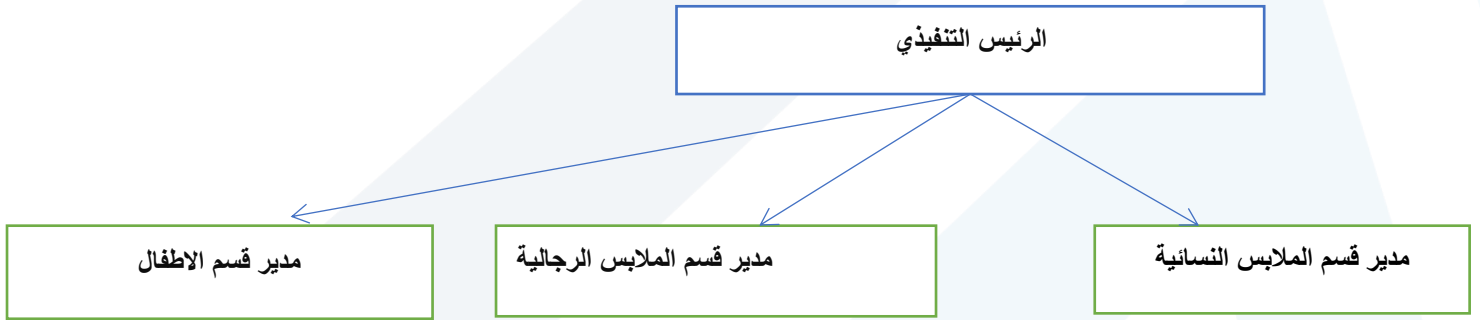 الرئيس التنفيذي
مدير قسم الملابس النسائية
مدير قسم الملابس الرجالية
مدير قسم الاطفال